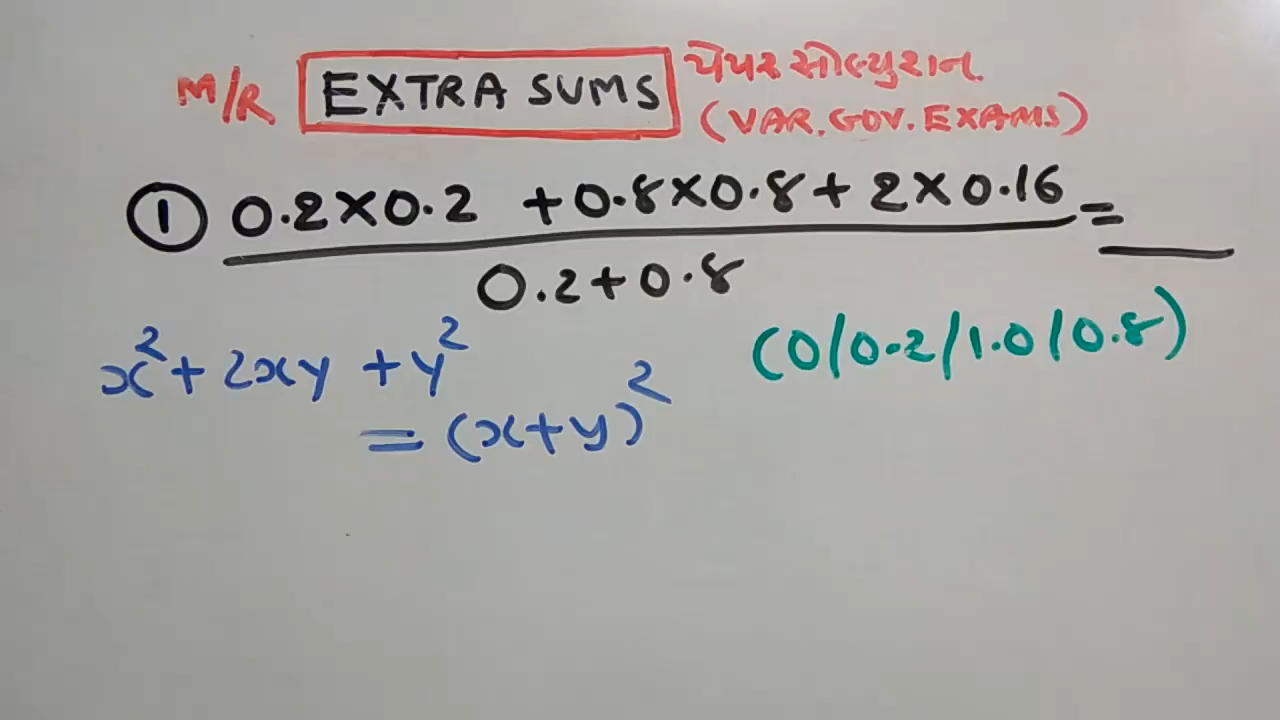 M/R EXTRA SUMS પેપર સોલ્યુશન.
(VAR. GOV. EXAMS)
① 0.2×0.2 +0.8×0.8+ 2×0.16 = ___
0.2+0.8
(0/0.2/1.0/0.8)
x²+2xy +y²
= (x+y)²